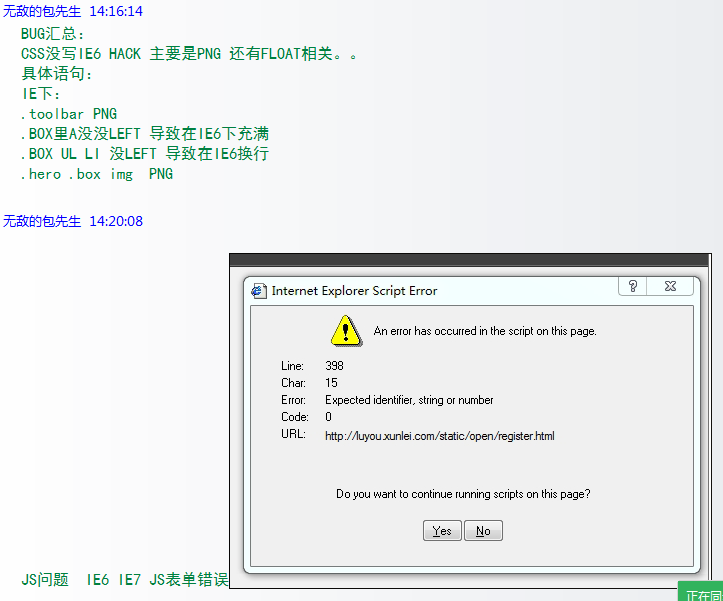 无敌的包先生 14:16:14
BUG汇总：
CSS没写IE6 HACK 主要是PNG 还有FLOAT相关。。
具体语句：
IE下：
.toolbar PNG
.BOX里A没没LEFT 导致在IE6下充满
.BOX UL LI 没LEFT 导致在IE6换行
.hero .box img PNG
无敌的包先生 14:20:08
Internet Explorer Script Error
An error has occurred in the script on this page.
Line: 398
Char: 15
Error: Expected identifier, string or number
Code: 0
URL: http://luyou.xunlei.com/static/open/register.html
Do you want to continue running scripts on this page?
Yes No
JS问题 IE6 IE7 JS表单错误
正在同